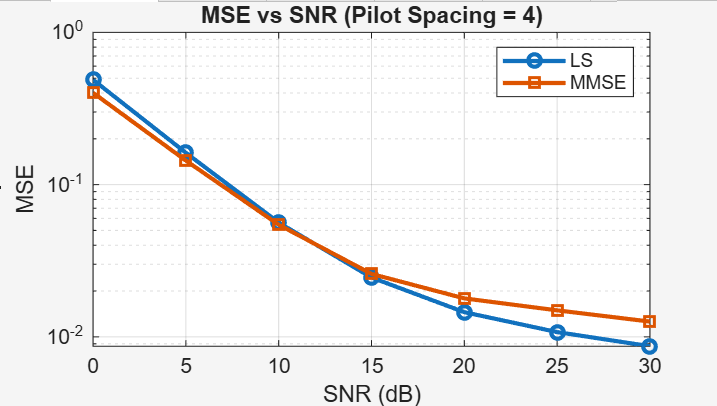 MSE vs SNR (Pilot Spacing = 4)
LS
MMSE
MSE
10^0
10^-1
10^-2
0 5 10 15 20 25 30
SNR (dB)